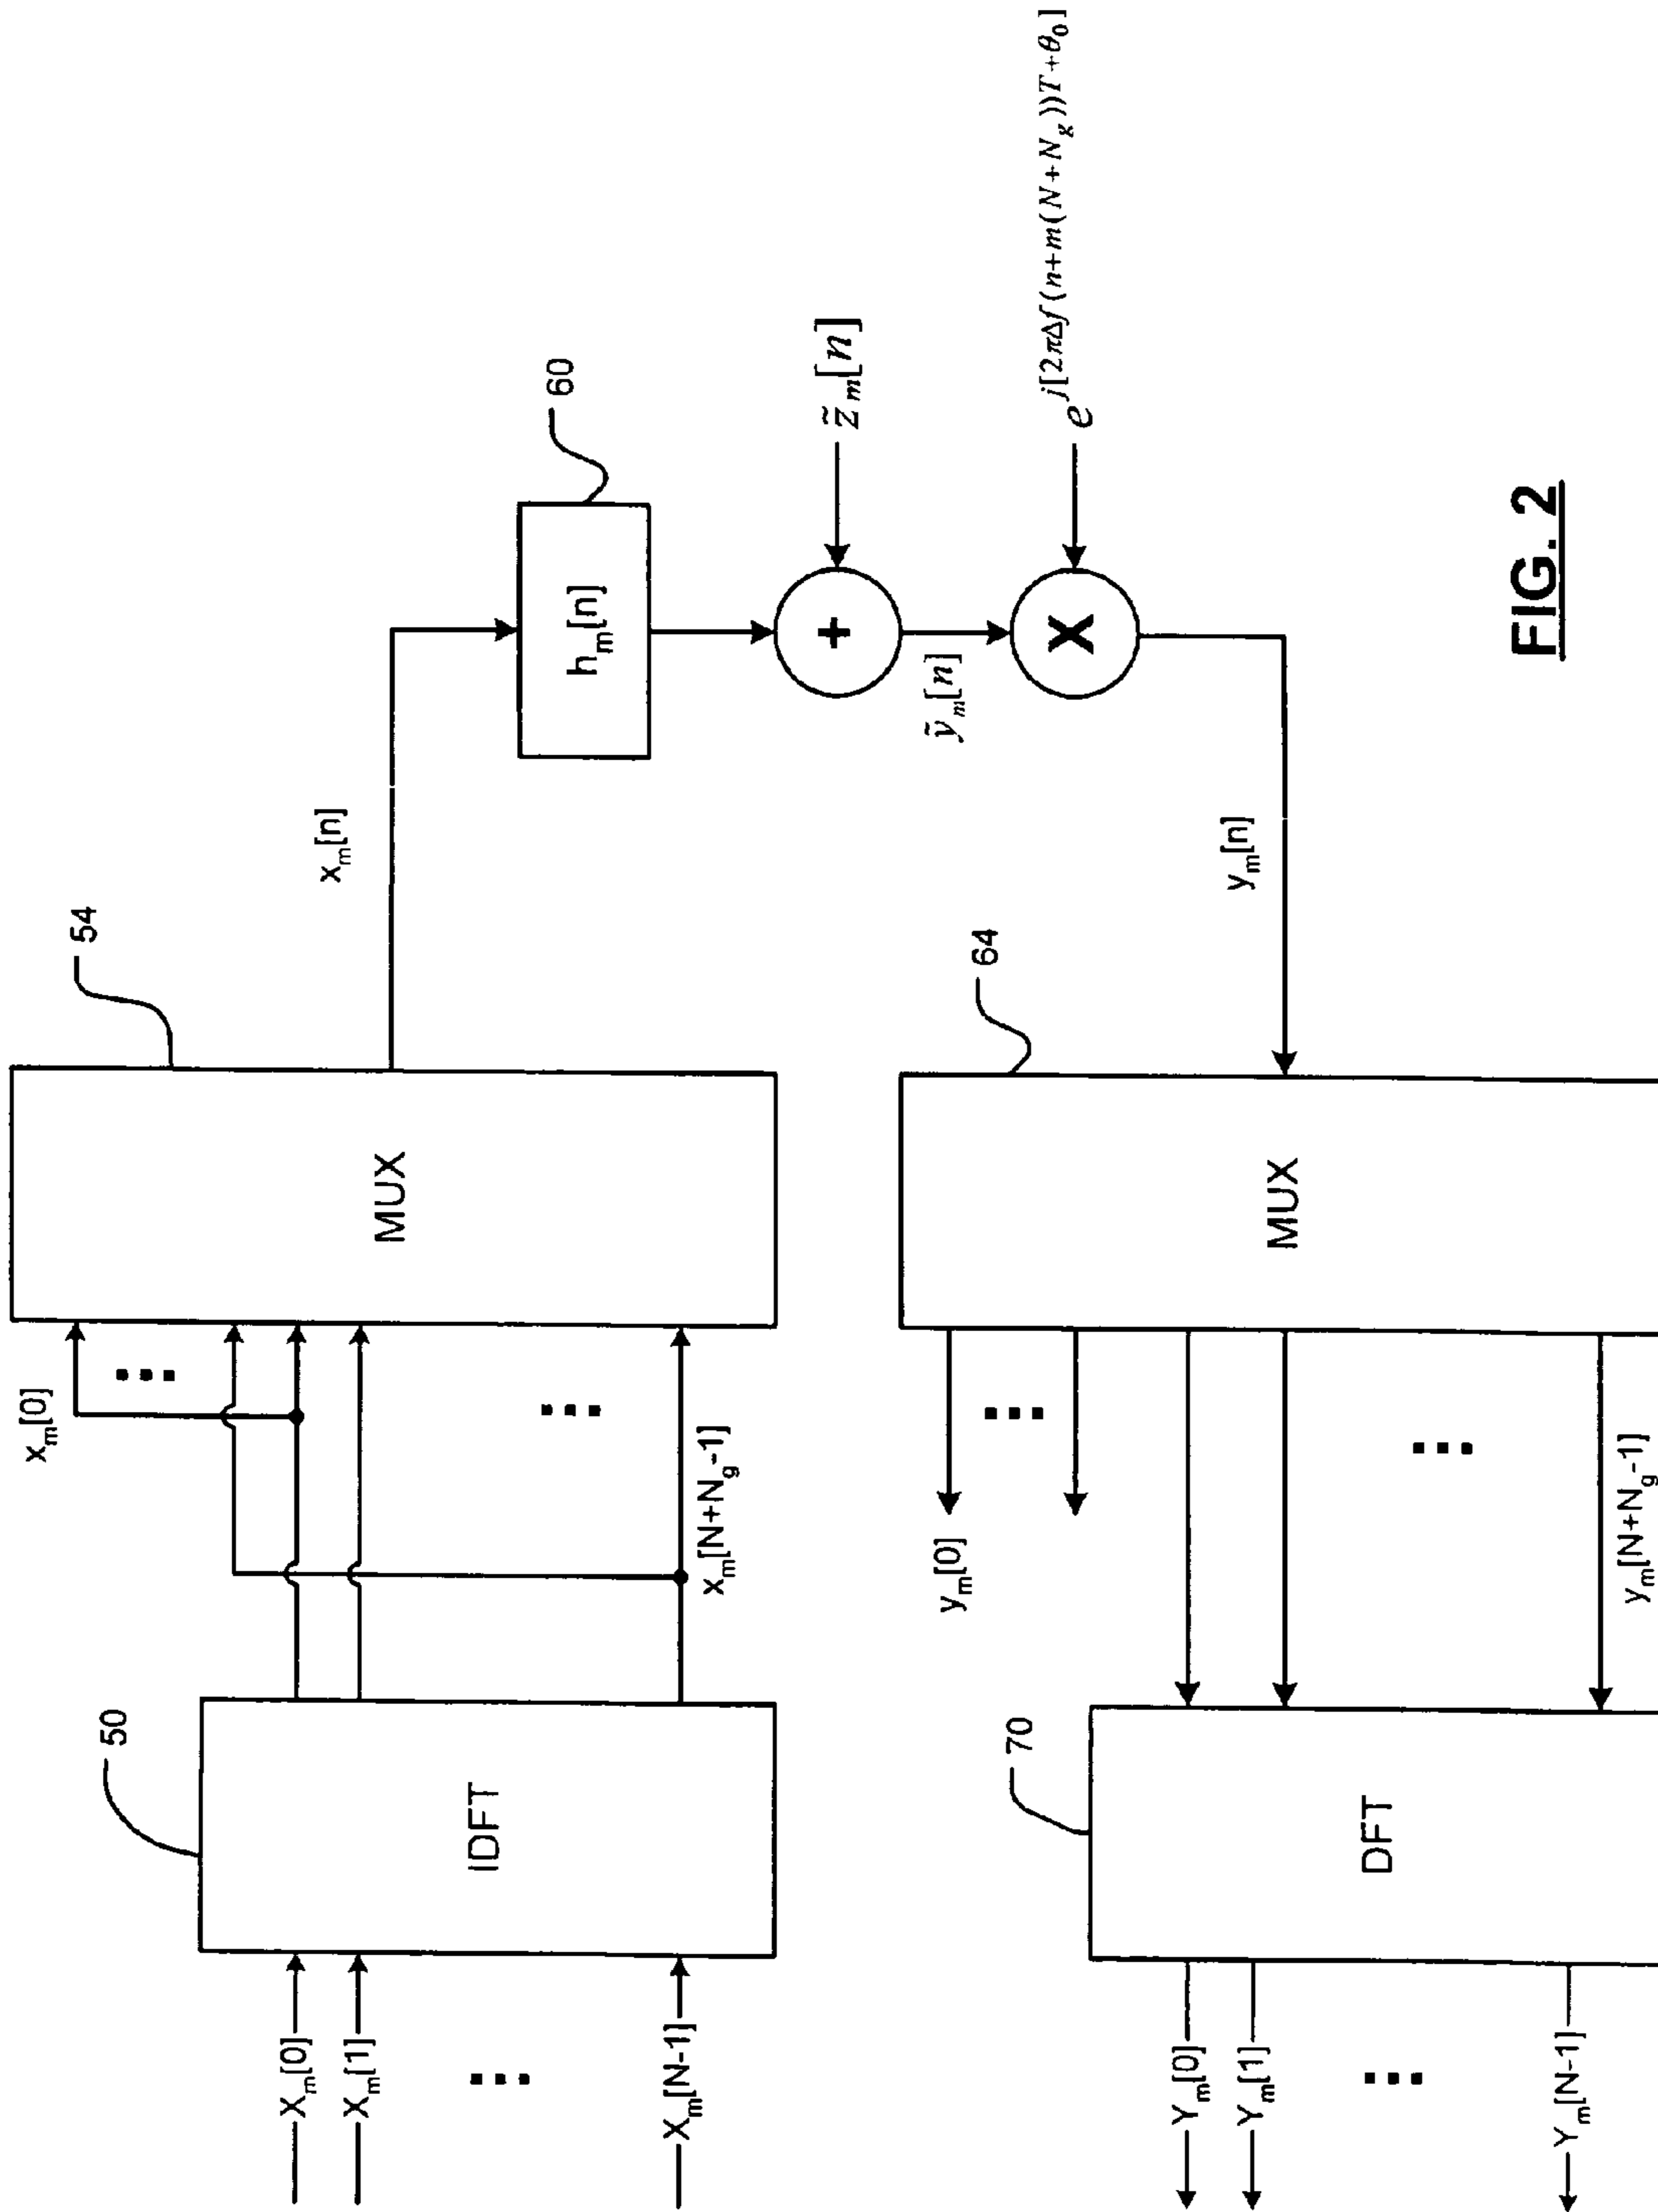 50
54
X_m[0]
X_m[1]
⋮
X_m[N-1]
IDFT
x_m[0]
⋮
⋮
x_m[N+N_g-1]
MUX
x_m[n]
60
h_m[n]
+
z̃_m[n]
ỹ_m[n]
X
e^{j[2πΔf(n+m(N+N_g))T+θ_0]}
y_m[n]
64
MUX
y_m[0]
⋮
⋮
y_m[N+N_g-1]
70
DFT
Y_m[0]
Y_m[1]
⋮
Y_m[N-1]
FIG. 2